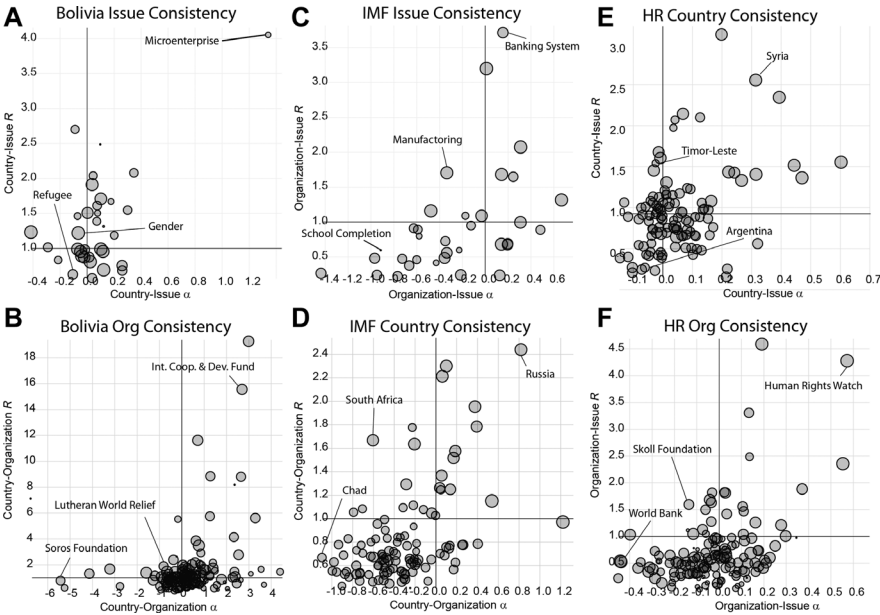 A
Bolivia Issue Consistency
4.0
3.5
3.0
2.5
2.0
1.5
1.0
0.5
Country-Issue R
Microenterprise
Refugee
Gender
-0.4 -0.2 0.0 0.2 0.4 0.6 0.8 1.0 1.2
Country-Issue α
B
Bolivia Org Consistency
18
16
14
12
10
8
6
4
2
Country-Organization R
Int. Coop. & Dev. Fund
Lutheran World Relief
Soros Foundation
-6 -5 -4 -3 -2 -1 0 1 2 3 4
Country-Organization α
C
IMF Issue Consistency
3.5
3.0
2.5
2.0
1.5
1.0
0.5
Organization-Issue R
Banking System
Manufactoring
School Completion
-1.4 -1.2 -1.0 -0.8 -0.6 -0.4 -0.2 0.0 0.2 0.4 0.6
Organization-Issue α
D
IMF Country Consistency
2.4
2.2
2.0
1.8
1.6
1.4
1.2
1.0
0.8
0.6
Country-Organization R
Russia
South Africa
Chad
-1.0 -0.8 -0.6 -0.4 -0.2 0.0 0.2 0.4 0.6 0.8 1.0 1.2
Country-Organization α
E
HR Country Consistency
3.0
2.5
2.0
1.5
1.0
0.5
Country-Issue R
Syria
Timor-Leste
Argentina
-0.1 0.0 0.1 0.2 0.3 0.4 0.5 0.6 0.7
Country-Issue α
F
HR Org Consistency
4.5
4.0
3.5
3.0
2.5
2.0
1.5
1.0
0.5
Organization-Issue R
Human Rights Watch
Skoll Foundation
World Bank
-0.4 -0.3 -0.2 -0.1 0.0 0.1 0.2 0.3 0.4 0.5 0.6
Organization-Issue α